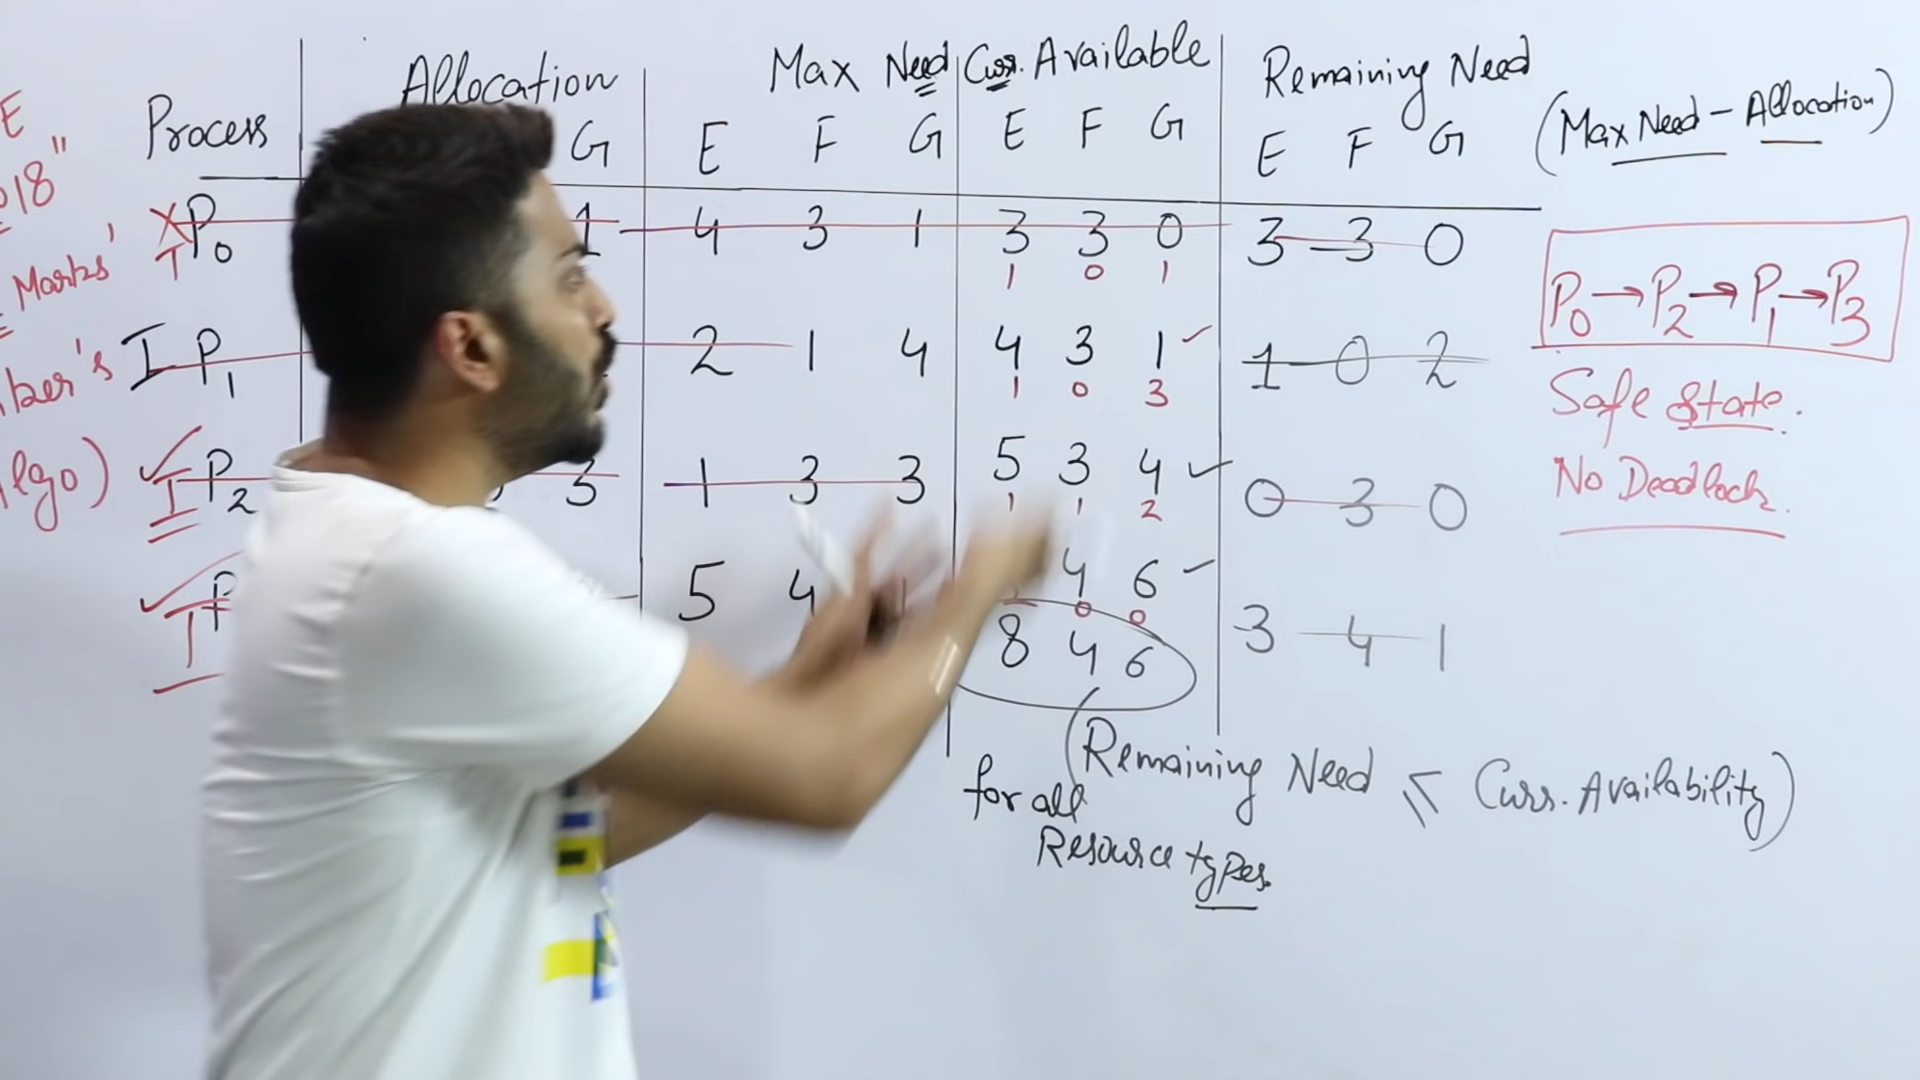 Allocation Max Need Curr. Available Remaining Need
Process G E F G E F G E F G (Max Need - Allocation)
E
018"
Marks'
ker's
lgo)
X P0 1 4 3 1 3 3 0 3 3 0
T 1 0 1
P0 → P2 → P1 → P3
I P1 2 1 4 4 3 1 ✓ 1 0 2
1 0 3
Safe State.
✓ I P2 3 1 3 3 5 3 4 ✓ 0 3 0
1 1 2
No Deadlock.
✓ I P 5 4 4 6 ✓ 3 4 1
0 0
8 4 6
(Remaining Need ≤ Curr. Availability)
for all
Resource types.